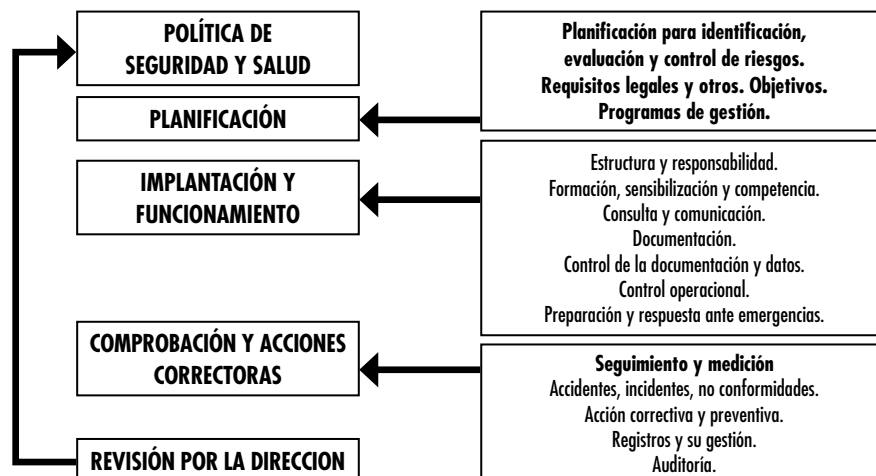 POLÍTICA DE
SEGURIDAD Y SALUD
Planificación para identificación,
evaluación y control de riesgos.
Requisitos legales y otros. Objetivos.
Programas de gestión.
PLANIFICACIÓN
IMPLANTACIÓN Y
FUNCIONAMIENTO
Estructura y responsabilidad.
Formación, sensibilización y competencia.
Consulta y comunicación.
Documentación.
Control de la documentación y datos.
Control operacional.
Preparación y respuesta ante emergencias.
COMPROBACIÓN Y ACCIONES
CORRECTORAS
Seguimiento y medición
Accidentes, incidentes, no conformidades.
Acción correctiva y preventiva.
Registros y su gestión.
Auditoría.
REVISIÓN POR LA DIRECCION